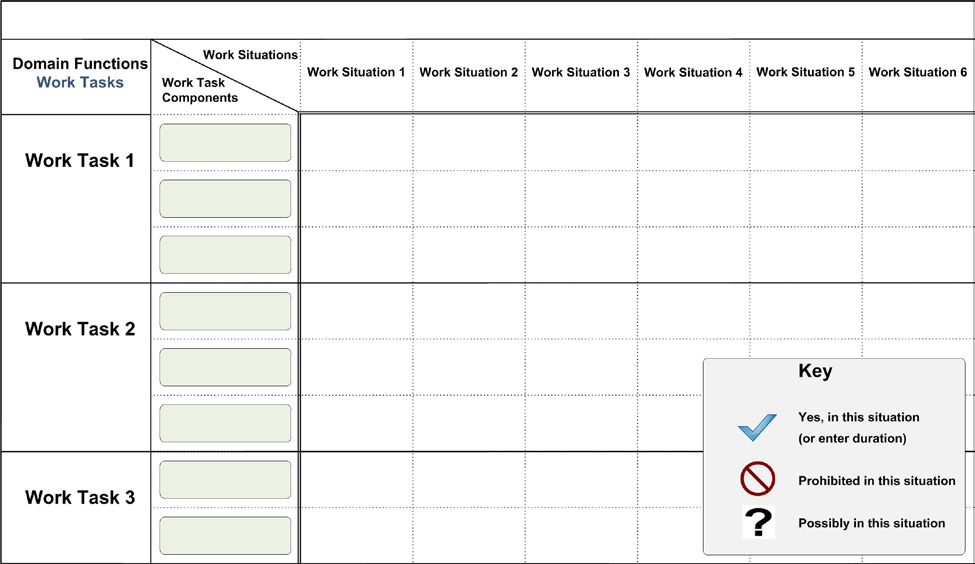 Domain Functions
Work Tasks
Work Situations
Work Task
Components
Work Situation 1
Work Situation 2
Work Situation 3
Work Situation 4
Work Situation 5
Work Situation 6
Work Task 1
Work Task 2
Work Task 3
Key
Yes, in this situation
(or enter duration)
Prohibited in this situation
?
Possibly in this situation